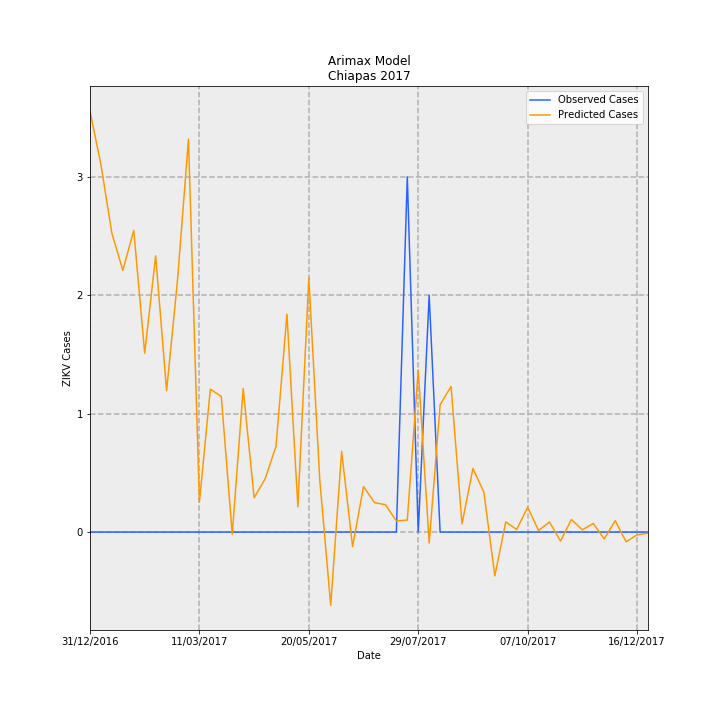 Arimax Model
Chiapas 2017
Observed Cases
Predicted Cases
ZIKV Cases
3
2
1
0
31/12/2016
11/03/2017
20/05/2017
29/07/2017
07/10/2017
16/12/2017
Date